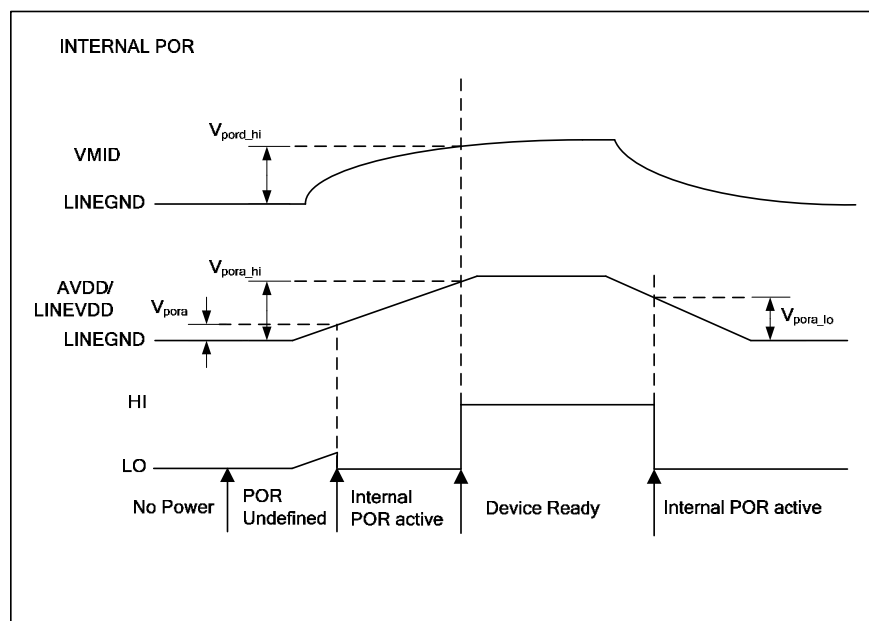 INTERNAL POR
Vpord_hi
VMID
LINEGND
Vpora_hi
AVDD/
LINEVDD
Vpora
LINEGND
Vpora_lo
HI
LO
No Power
POR
Undefined
Internal
POR active
Device Ready
Internal POR active